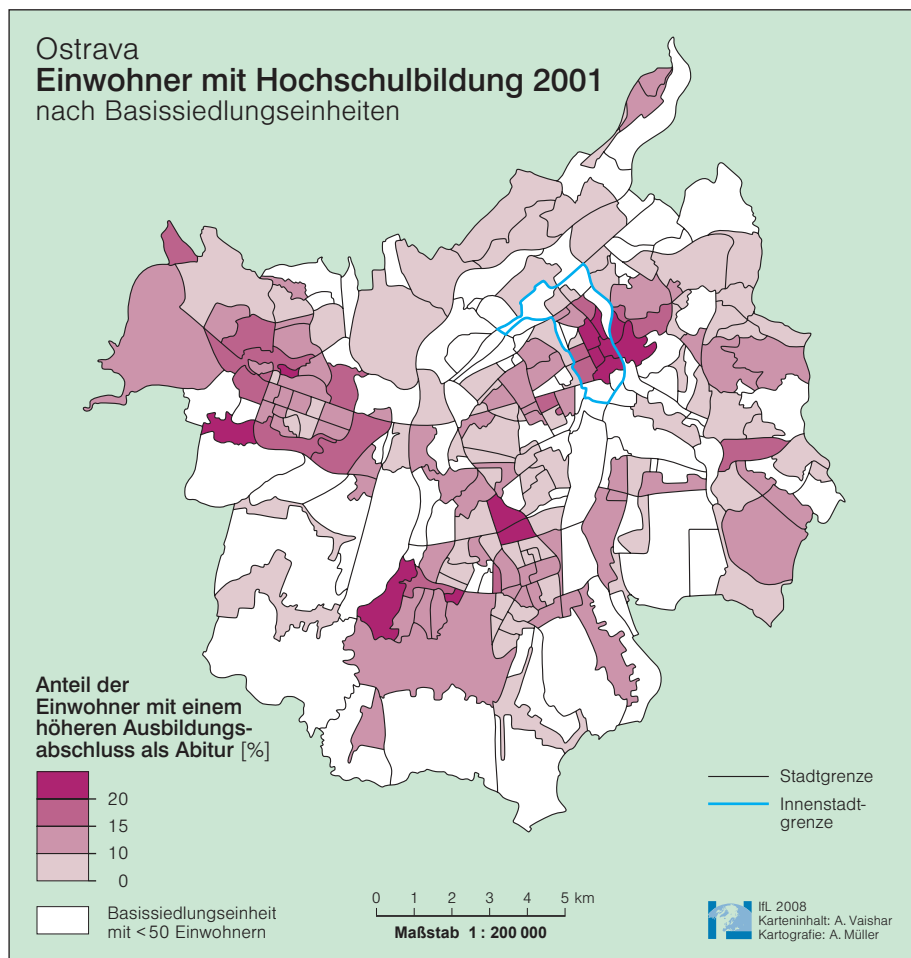 Ostrava
Einwohner mit Hochschulbildung 2001
nach Basissiedlungseinheiten
Anteil der
Einwohner mit einem
höheren Ausbildungs-
abschluss als Abitur [%]
20
15
10
0
Basissiedlungseinheit
mit <50 Einwohnern
0 1 2 3 4 5 km
Maßstab 1 : 200 000
Stadtgrenze
Innenstadt-
grenze
IfL 2008
Karteninhalt: A. Vaishar
Kartografie: A. Müller